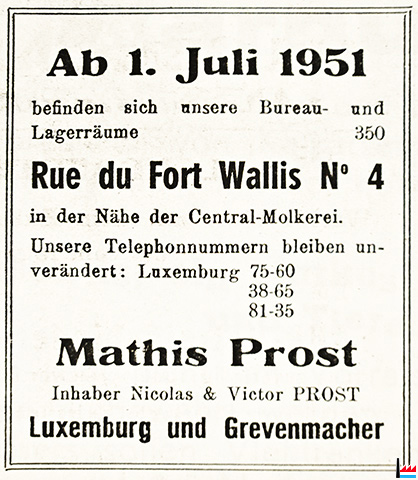 Ab 1. Juli 1951
befinden sich unsere Bureau- und
Lagerräume 350
Rue du Fort Wallis Nº 4
in der Nähe der Central-Molkerei.
Unsere Telephonnummern bleiben un-
verändert: Luxemburg 75-60
38-65
81-35
Mathis Prost
Inhaber Nicolas & Victor PROST
Luxemburg und Grevenmacher